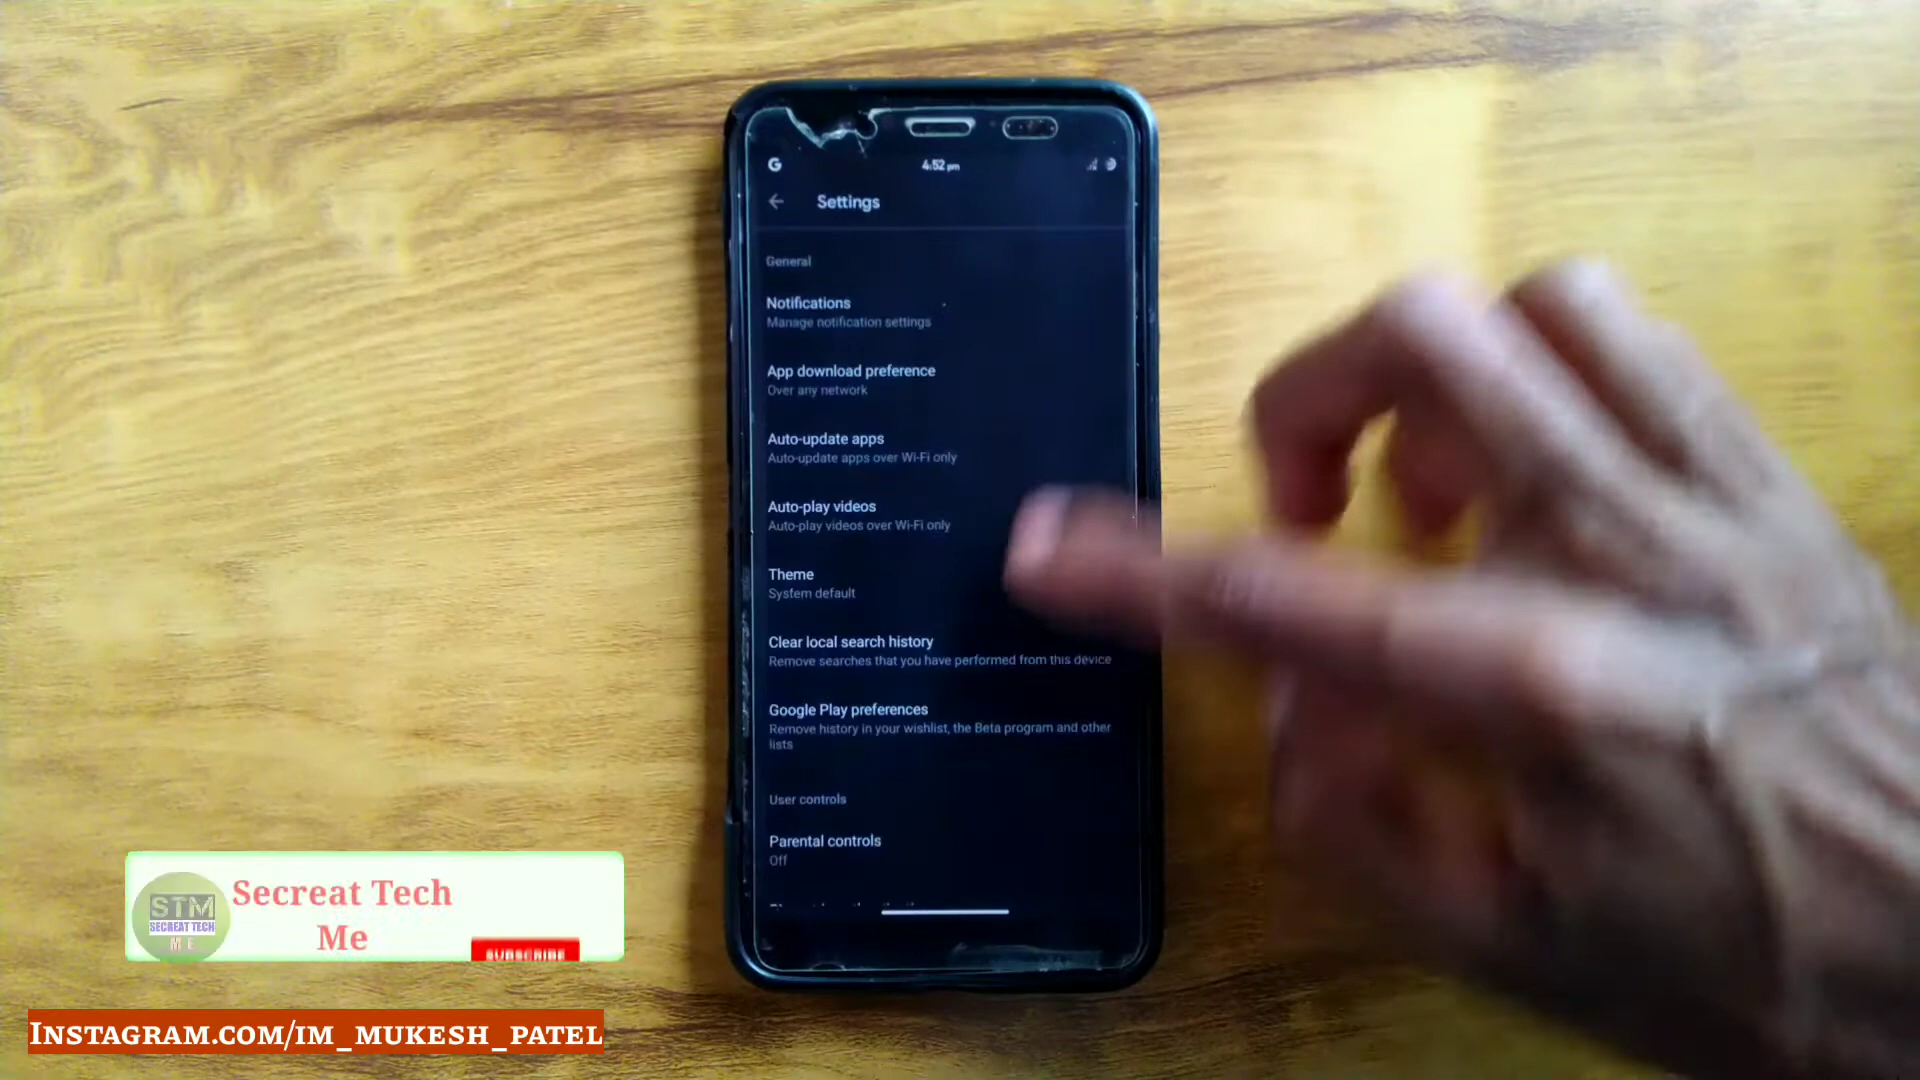 G
4:52 pm
Settings
General
Notifications
Manage notification settings
App download preference
Over any network
Auto-update apps
Auto-update apps over Wi-Fi only
Auto-play videos
Auto-play videos over Wi-Fi only
Theme
System default
Clear local search history
Remove searches that you have performed from this device
Google Play preferences
Remove history in your wishlist, the Beta program and other
lists
User controls
Parental controls
Off
STM
SECREAT TECH
ME
Secreat Tech
Me
SUBSCRIBE
Instagram.com/im_mukesh_patel